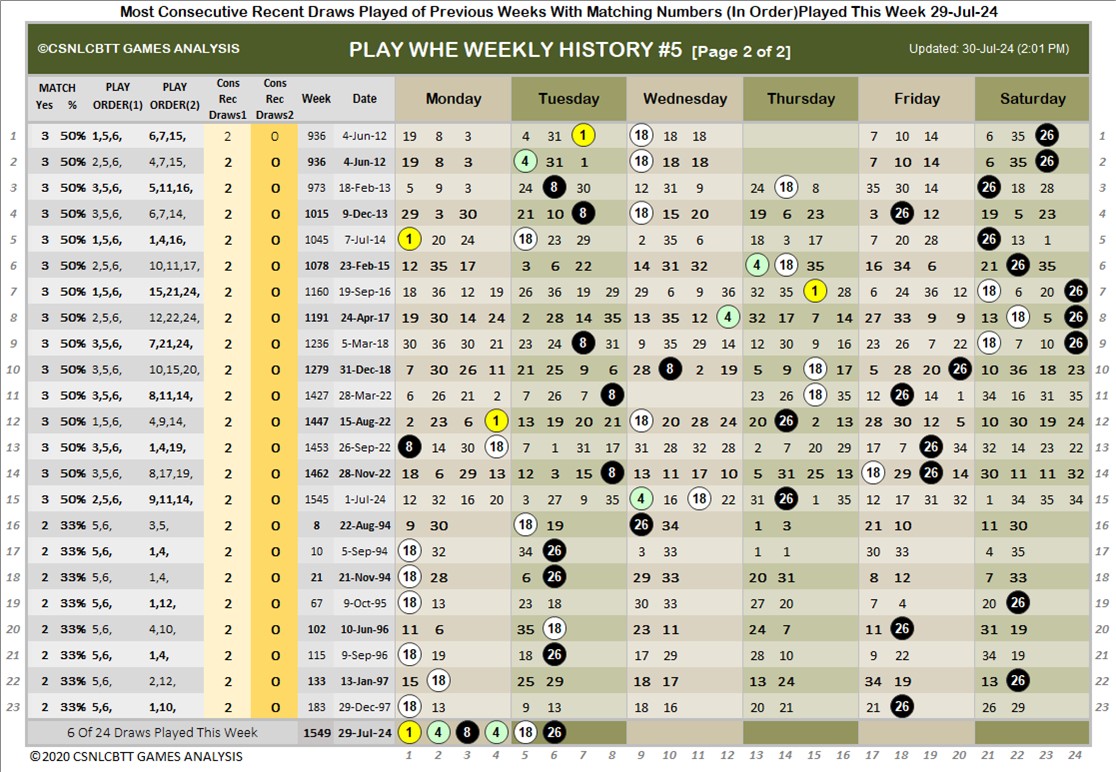 Most Consecutive Recent Draws Played of Previous Weeks With Matching Numbers (In Order)Played This Week 29-Jul-24
©CSNLCBTT GAMES ANALYSIS PLAY WHE WEEKLY HISTORY #5 [Page 2 of 2] Updated: 30-Jul-24 (2:01 PM)
MATCH PLAY PLAY Cons Cons
Yes % ORDER(1) ORDER(2) Rec Rec Week Date Monday Tuesday Wednesday Thursday Friday Saturday
Draws1 Draws2
1 3 50% 1,5,6, 6,7,15, 2 0 936 4-Jun-12 19 8 3 4 31 1 18 18 18 7 10 14 6 35 26 1
2 3 50% 2,5,6, 4,7,15, 2 0 936 4-Jun-12 19 8 3 4 31 1 18 18 18 7 10 14 6 35 26 2
3 3 50% 3,5,6, 5,11,16, 2 0 973 18-Feb-13 5 9 3 24 8 30 12 31 9 24 18 8 35 30 14 26 18 28 3
4 3 50% 3,5,6, 6,7,14, 2 0 1015 9-Dec-13 29 3 30 21 10 8 18 15 20 19 6 23 3 26 12 19 5 23 4
5 3 50% 1,5,6, 1,4,16, 2 0 1045 7-Jul-14 1 20 24 18 23 29 2 35 6 18 3 17 7 20 28 26 13 1 5
6 3 50% 2,5,6, 10,11,17, 2 0 1078 23-Feb-15 12 35 17 3 6 22 14 31 32 4 18 35 16 34 6 21 26 35 6
7 3 50% 1,5,6, 15,21,24, 2 0 1160 19-Sep-16 18 36 12 19 26 36 19 29 29 6 9 36 32 35 1 28 6 24 36 12 18 6 20 26 7
8 3 50% 2,5,6, 12,22,24, 2 0 1191 24-Apr-17 19 30 14 24 2 28 14 35 13 35 12 4 32 17 7 14 27 33 9 9 13 18 5 26 8
9 3 50% 3,5,6, 7,21,24, 2 0 1236 5-Mar-18 30 36 30 21 23 24 8 31 9 35 29 14 12 30 9 16 23 26 7 22 18 7 10 26 9
10 3 50% 3,5,6, 10,15,20, 2 0 1279 31-Dec-18 7 30 26 11 21 25 9 6 28 8 2 19 5 9 18 17 5 28 20 26 10 36 18 23 10
11 3 50% 3,5,6, 8,11,14, 2 0 1427 28-Mar-22 6 26 21 2 7 26 7 8 23 26 18 35 12 26 14 1 34 16 31 35 11
12 3 50% 1,5,6, 4,9,14, 2 0 1447 15-Aug-22 2 23 6 1 13 19 20 21 18 20 28 24 20 26 2 13 28 30 12 5 10 30 19 24 12
13 3 50% 3,5,6, 1,4,19, 2 0 1453 26-Sep-22 8 14 30 18 7 1 31 17 31 28 32 28 2 7 20 29 17 7 26 34 32 14 23 22 13
14 3 50% 3,5,6, 8,17,19, 2 0 1462 28-Nov-22 18 6 29 13 12 3 15 8 13 11 17 10 5 31 25 13 18 29 26 14 30 11 11 32 14
15 3 50% 2,5,6, 9,11,14, 2 0 1545 1-Jul-24 12 32 16 20 3 27 9 35 4 16 18 22 31 26 1 35 12 17 31 32 1 34 35 34 15
16 2 33% 5,6, 3,5, 2 0 8 22-Aug-94 9 30 18 19 26 34 1 3 21 10 11 30 16
17 2 33% 5,6, 1,4, 2 0 10 5-Sep-94 18 32 34 26 3 33 1 1 30 33 4 35 17
18 2 33% 5,6, 1,4, 2 0 21 21-Nov-94 18 28 6 26 29 33 20 31 8 12 7 33 18
19 2 33% 5,6, 1,12, 2 0 67 9-Oct-95 18 13 23 18 30 33 27 20 7 4 20 26 19
20 2 33% 5,6, 4,10, 2 0 102 10-Jun-96 11 6 35 18 23 11 24 7 11 26 31 19 20
21 2 33% 5,6, 1,4, 2 0 115 9-Sep-96 18 19 21 26 17 29 28 10 9 22 34 19 21
22 2 33% 5,6, 2,12, 2 0 133 13-Jan-97 15 18 25 29 18 17 13 24 34 19 13 26 22
23 2 33% 5,6, 1,10, 2 0 183 29-Dec-97 18 13 9 13 18 16 20 21 21 26 26 29 23
6 Of 24 Draws Played This Week 1549 29-Jul-24 1 4 8 4 18 26
©2020 CSNLCBTT GAMES ANALYSIS 1 2 3 4 5 6 7 8 9 10 11 12 13 14 15 16 17 18 19 20 21 22 23 24